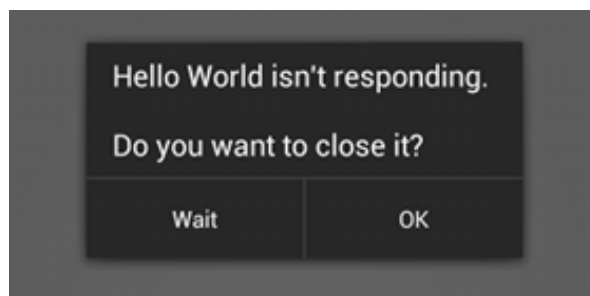 Hello World isn't responding.
Do you want to close it?
Wait
OK